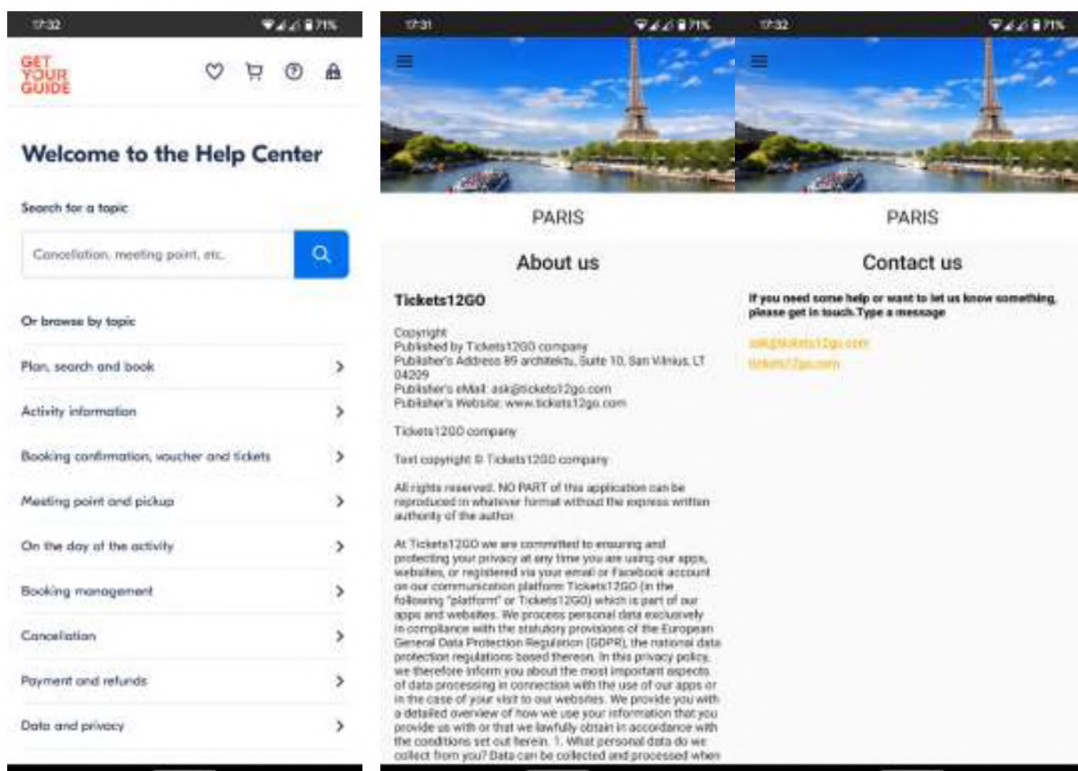 17:32
71%
GET
YOUR
GUIDE
Welcome to the Help Center
Search for a topic
Cancellation, meeting point, etc.
Or browse by topic
Plan, search and book
Activity information
Booking confirmation, voucher and tickets
Meeting point and pickup
On the day of the activity
Booking management
Cancellation
Payment and refunds
Data and privacy
17:31
71%
PARIS
About us
Tickets12GO
Copyright
Published by Tickets12GO company
Publisher's Address 89 architektu, Suite 10, San Vilnius, LT
04209
Publisher's eMail: ask@tickets12go.com
Publisher's Website: www.tickets12go.com
Tickets12GO company
Text copyright © Tickets12GO company
All rights reserved. NO PART of this application can be
reproduced in whatever format without the express written
authority of the author
At Tickets12GO we are committed to ensuring and
protecting your privacy at any time you are using our apps,
websites, or registered via your email or Facebook account
on our communication platform Tickets12GO (in the
following "platform" or Tickets12GO) which is part of our
apps and websites. We process personal data exclusively
in compliance with the statutory provisions of the European
General Data Protection Regulation (GDPR), the national data
protection regulations based thereon. In this privacy policy,
we therefore inform you about the most important aspects
of data processing in connection with the use of our apps or
in the case of your visit to our websites. We provide you with
a detailed overview of how we use your information that you
provide us with or that we lawfully obtain in accordance with
the conditions set out herein. 1. What personal data do we
collect from you? Data can be collected and processed when
17:32
71%
PARIS
Contact us
If you need some help or want to let us know something,
please get in touch.Type a message
ask@tickets12go.com
tickets12go.com